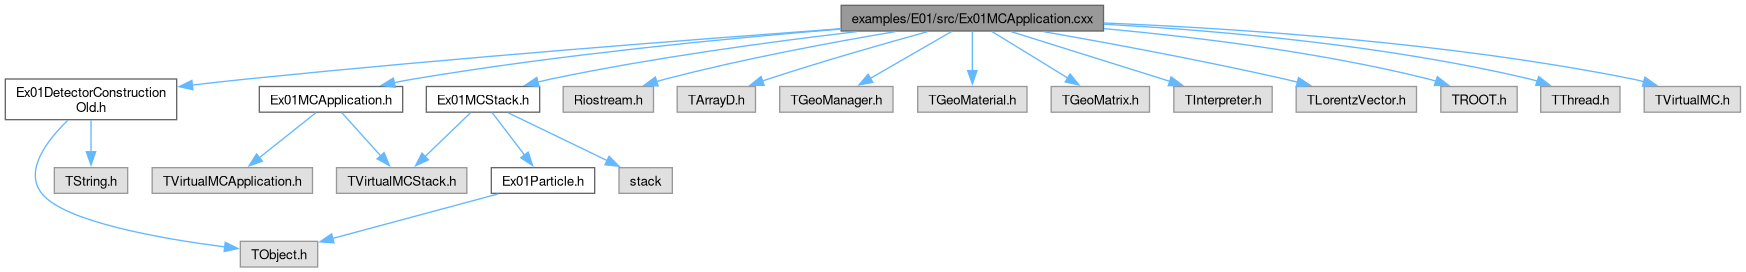 examples/E01/src/Ex01MCApplication.cxx
Ex01DetectorConstruction
Old.h
Ex01MCApplication.h
Ex01MCStack.h
Riostream.h
TArrayD.h
TGeoManager.h
TGeoMaterial.h
TGeoMatrix.h
TInterpreter.h
TLorentzVector.h
TROOT.h
TThread.h
TVirtualMC.h
TString.h
TVirtualMCApplication.h
TVirtualMCStack.h
Ex01Particle.h
stack
TObject.h